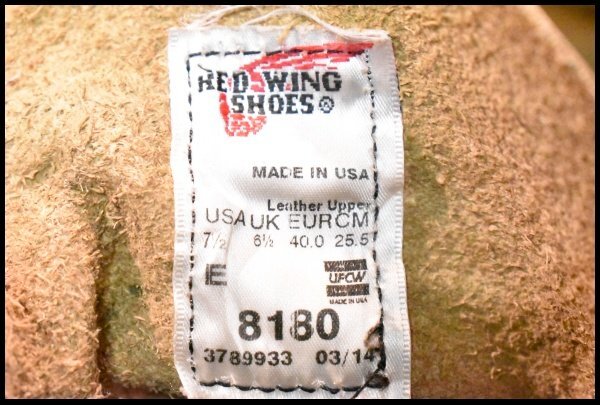 RED WING
SHOES®
MADE IN USA
Leather Upper
USA UK EUR CM
7½ 6½ 40.0 25.5
E
UFCW
MADE IN USA
8180
3789933 03/14